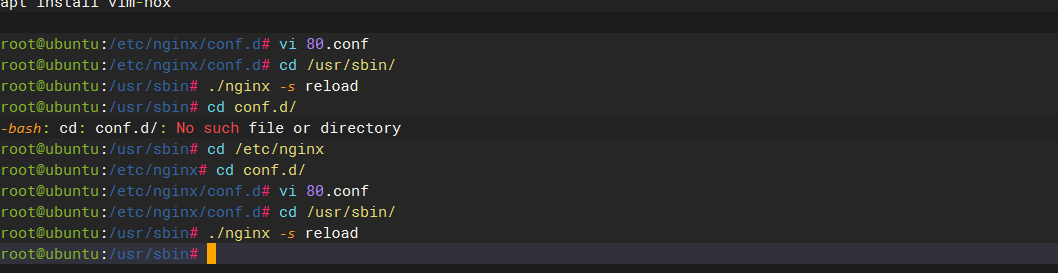 apt install vim-nox
root@ubuntu:/etc/nginx/conf.d# vi 80.conf
root@ubuntu:/etc/nginx/conf.d# cd /usr/sbin/
root@ubuntu:/usr/sbin# ./nginx -s reload
root@ubuntu:/usr/sbin# cd conf.d/
-bash: cd: conf.d/: No such file or directory
root@ubuntu:/usr/sbin# cd /etc/nginx
root@ubuntu:/etc/nginx# cd conf.d/
root@ubuntu:/etc/nginx/conf.d# vi 80.conf
root@ubuntu:/etc/nginx/conf.d# cd /usr/sbin/
root@ubuntu:/usr/sbin# ./nginx -s reload
root@ubuntu:/usr/sbin#